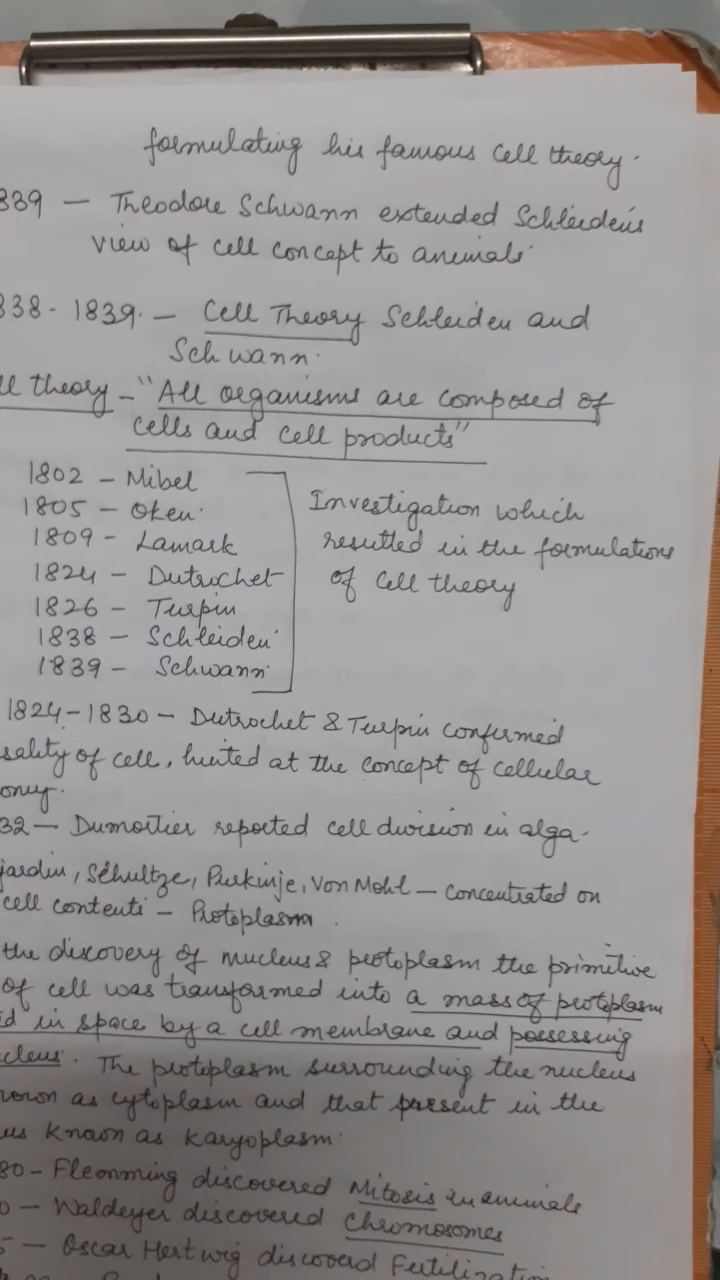 formulating his famous cell theory.
839 — Theodore Schwann extended Schleiden's
view of cell concept to animals
838-1839. — Cell Theory Schleiden and
Schwann.
ll theory - "All organisms are composed of
cells and cell products"
1802 - Mibel
1805 - Oken
1809 - Lamark
1824 - Dutrochet
1826 - Turpin
1838 - Schleiden
1839 - Schwann
Investigation which
resulted in the formulations
of cell theory
1824-1830 - Dutrochet & Turpin confirmed
sality of cell, hinted at the concept of cellular
omy.
32 — Dumortier reported cell division in alga.
jardin, Schultze, Purkinje, Von Mohl — concentrated on
cell contents - Protoplasm.
the discovery of nucleus & protoplasm the primitive
of cell was transformed into a mass of protoplasm
d in space by a cell membrane and possessing
cleus. The protoplasm surrounding the nucleus
nown as cytoplasm and that present in the
us known as karyoplasm.
80 - Fleonming discovered Mitosis in animals
0 — Waldeyer discovered Chromosomes
5 — Oscar Hertwig discoverd Fertilization